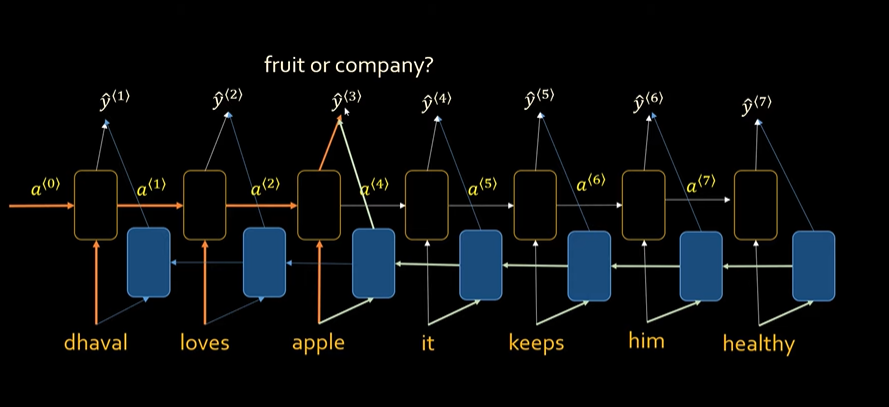 fruit or company?
ŷ⟨1⟩ ŷ⟨2⟩ ŷ⟨3⟩ ŷ⟨4⟩ ŷ⟨5⟩ ŷ⟨6⟩ ŷ⟨7⟩
a⟨0⟩ a⟨1⟩ a⟨2⟩ a⟨4⟩ a⟨5⟩ a⟨6⟩ a⟨7⟩
dhaval loves apple it keeps him healthy